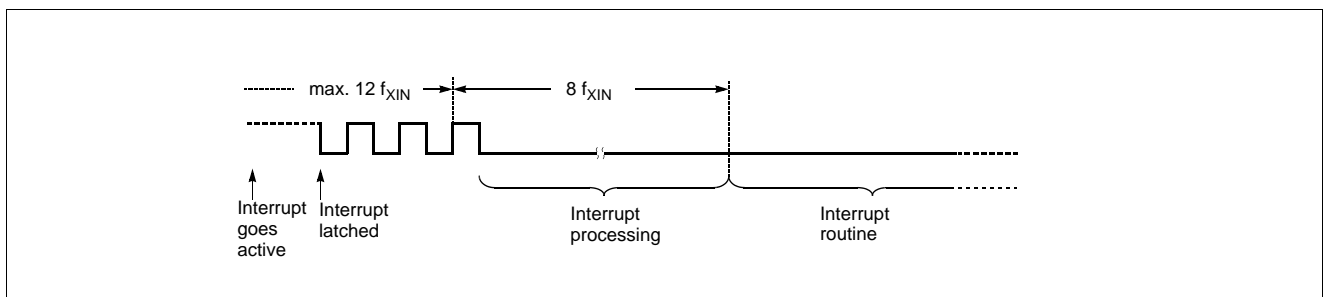 max. 12 fXIN
8 fXIN
Interrupt
goes
active
Interrupt
latched
Interrupt
processing
Interrupt
routine